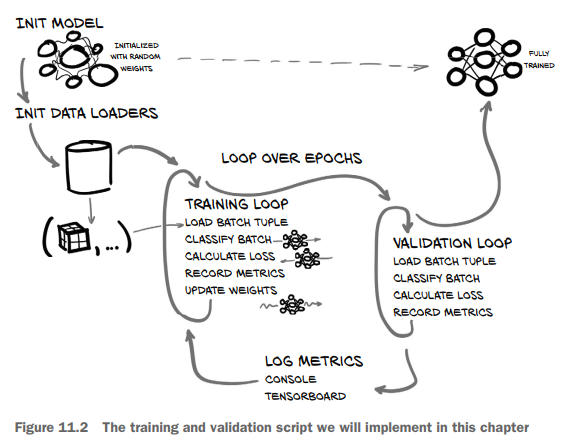 INIT MODEL
INITIALIZED
WITH RANDOM
WEIGHTS
FULLY
TRAINED
INIT DATA LOADERS
LOOP OVER EPOCHS
( , ...)
TRAINING LOOP
LOAD BATCH TUPLE
CLASSIFY BATCH
CALCULATE LOSS
RECORD METRICS
UPDATE WEIGHTS
VALIDATION LOOP
LOAD BATCH TUPLE
CLASSIFY BATCH
CALCULATE LOSS
RECORD METRICS
LOG METRICS
CONSOLE
TENSORBOARD
Figure 11.2 The training and validation script we will implement in this chapter